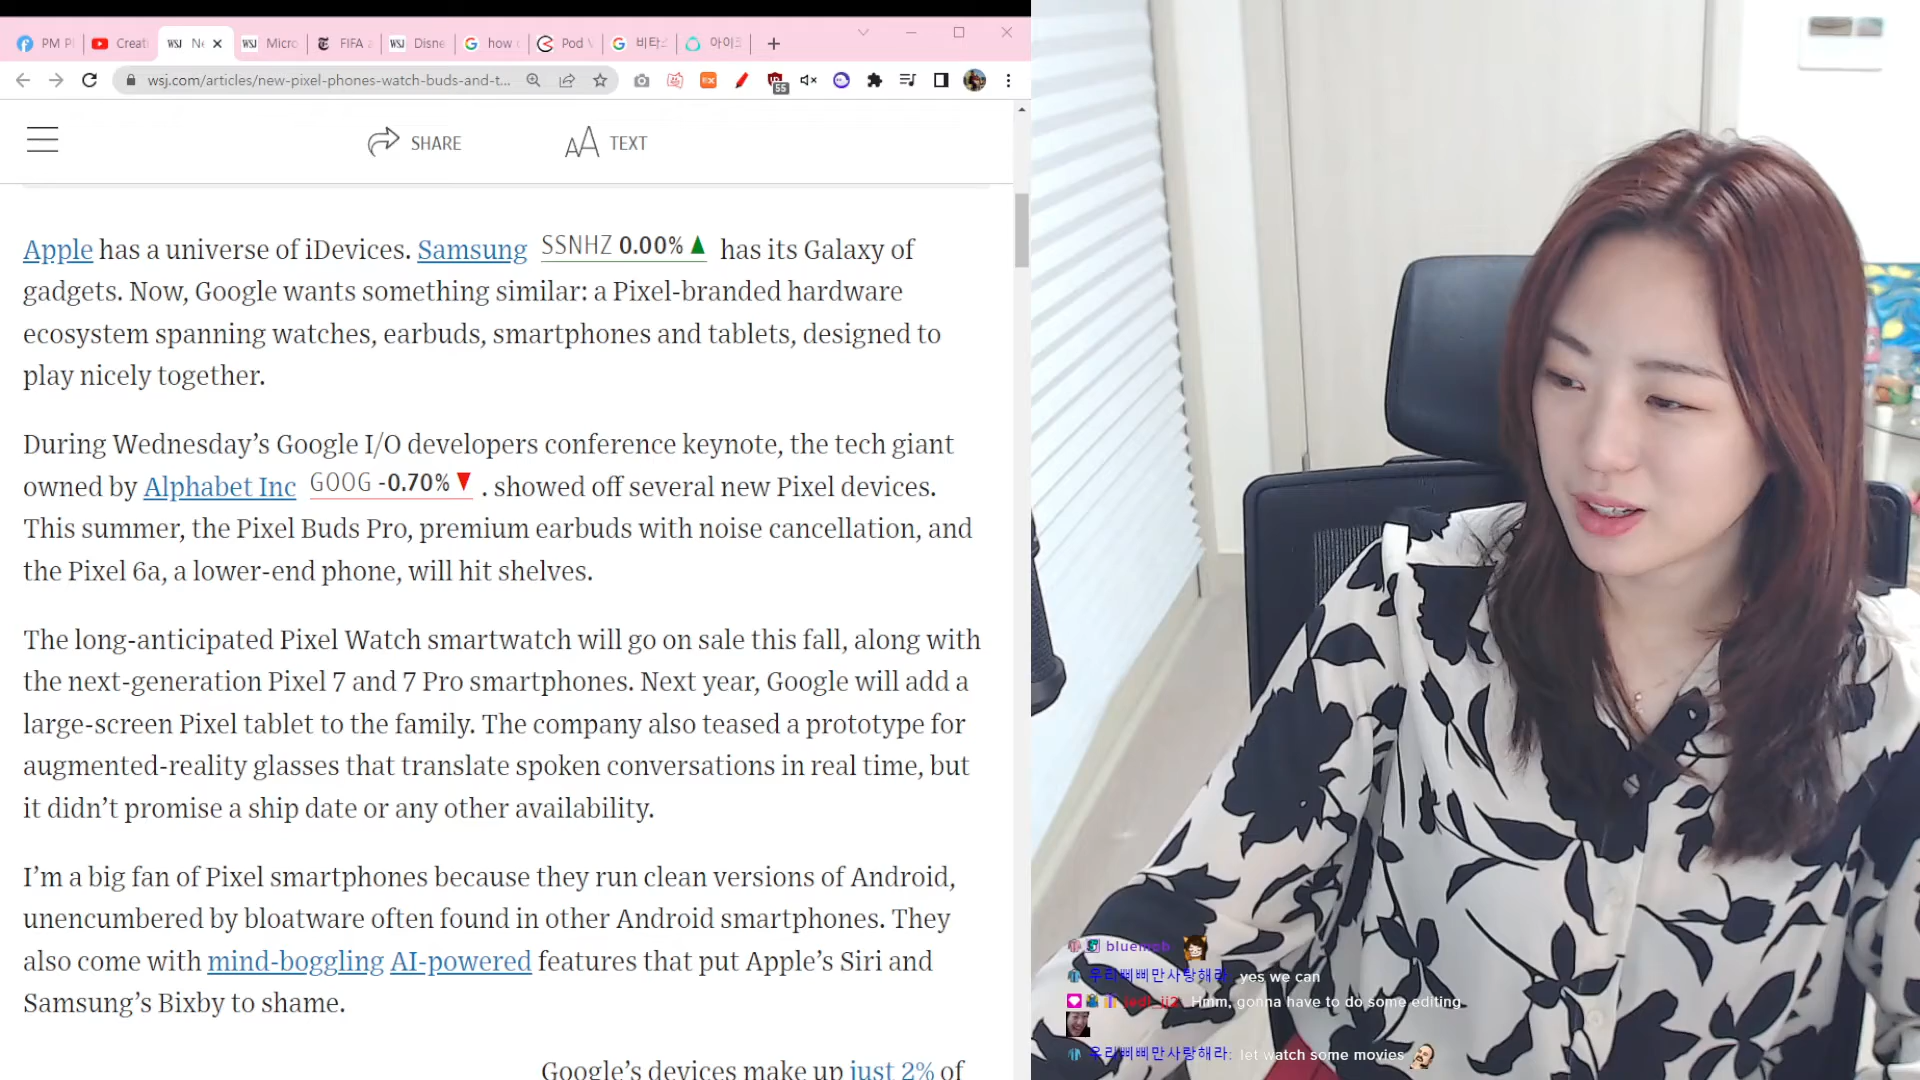 PM Pl
Creati
WSJ Ne
WSJ Micro
FIFA a
WSJ Disne
how
Pod V
비타
아이
wsj.com/articles/new-pixel-phones-watch-buds-and-t...
55
SHARE
TEXT
Apple has a universe of iDevices. Samsung SSNHZ 0.00% ▲ has its Galaxy of
gadgets. Now, Google wants something similar: a Pixel-branded hardware
ecosystem spanning watches, earbuds, smartphones and tablets, designed to
play nicely together.
During Wednesday’s Google I/O developers conference keynote, the tech giant
owned by Alphabet Inc GOOG -0.70% ▼ . showed off several new Pixel devices.
This summer, the Pixel Buds Pro, premium earbuds with noise cancellation, and
the Pixel 6a, a lower-end phone, will hit shelves.
The long-anticipated Pixel Watch smartwatch will go on sale this fall, along with
the next-generation Pixel 7 and 7 Pro smartphones. Next year, Google will add a
large-screen Pixel tablet to the family. The company also teased a prototype for
augmented-reality glasses that translate spoken conversations in real time, but
it didn’t promise a ship date or any other availability.
I’m a big fan of Pixel smartphones because they run clean versions of Android,
unencumbered by bloatware often found in other Android smartphones. They
also come with mind-boggling AI-powered features that put Apple’s Siri and
Samsung’s Bixby to shame.
Google’s devices make up just 2% of
우리삐삐만사랑해라: yes we can
Hmm, gonna have to do some editing
우리삐삐만사랑해라: let watch some movies